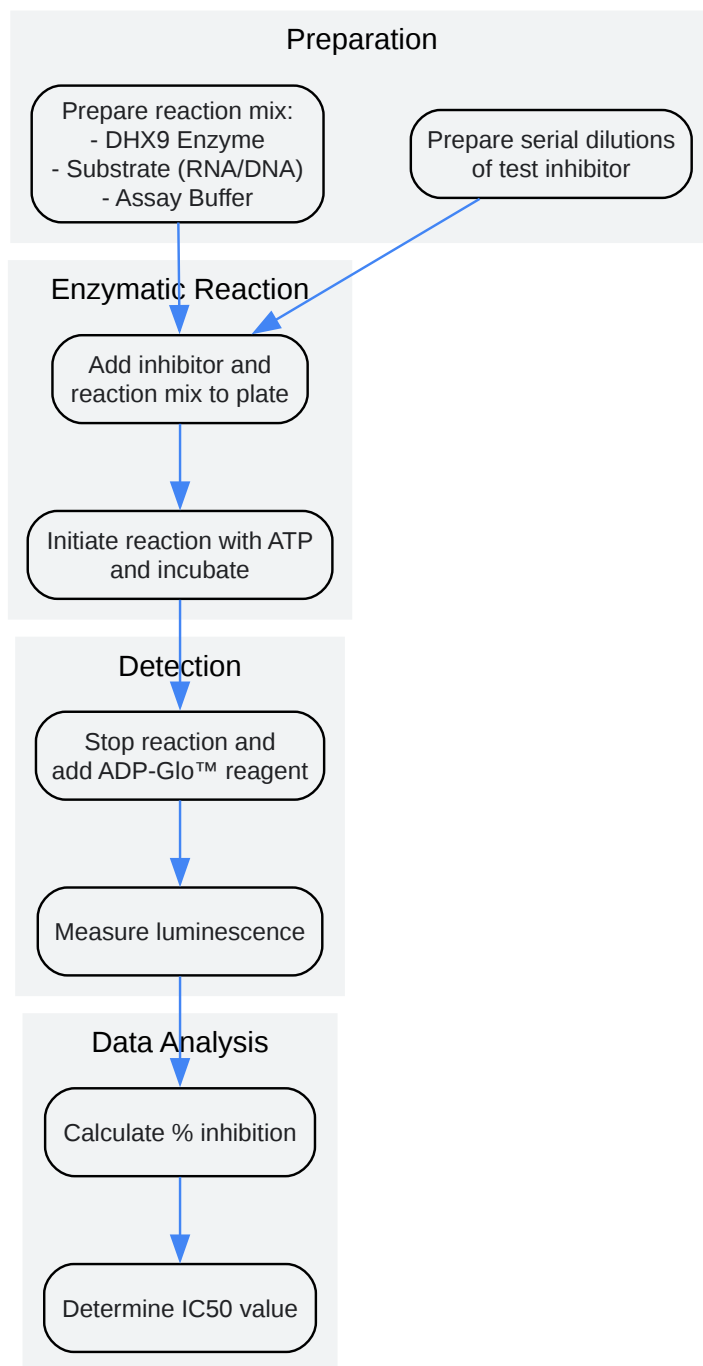 Preparation
Prepare reaction mix:
- DHX9 Enzyme
- Substrate (RNA/DNA)
- Assay Buffer
Prepare serial dilutions
of test inhibitor
Enzymatic Reaction
Add inhibitor and
reaction mix to plate
Initiate reaction with ATP
and incubate
Detection
Stop reaction and
add ADP-Glo™ reagent
Measure luminescence
Data Analysis
Calculate % inhibition
Determine IC50 value